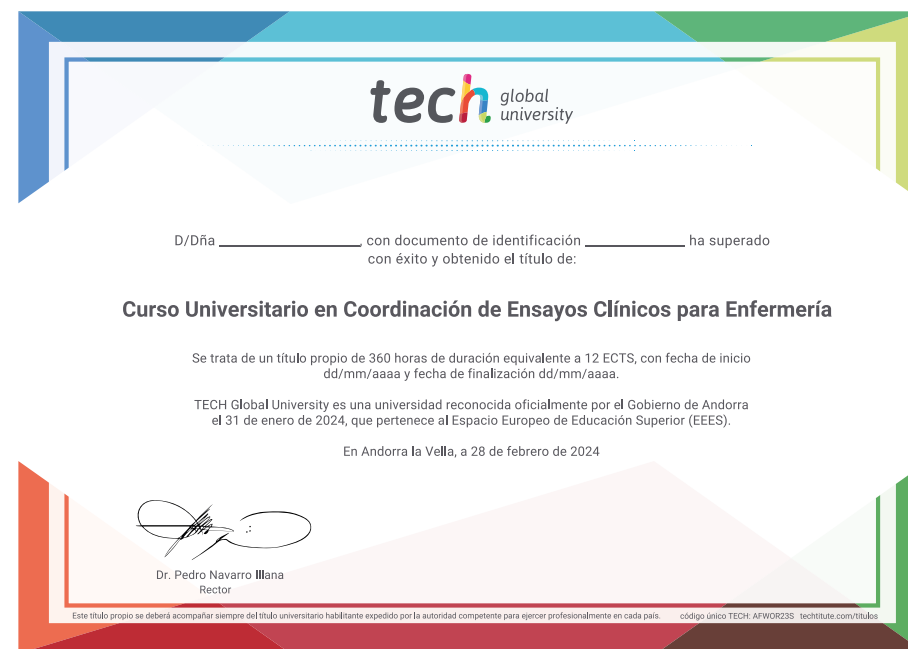 tech global university
D/Dña ______________, con documento de identificación __________ ha superado
con éxito y obtenido el título de:
Curso Universitario en Coordinación de Ensayos Clínicos para Enfermería
Se trata de un título propio de 360 horas de duración equivalente a 12 ECTS, con fecha de inicio
dd/mm/aaaa y fecha de finalización dd/mm/aaaa.
TECH Global University es una universidad reconocida oficialmente por el Gobierno de Andorra
el 31 de enero de 2024, que pertenece al Espacio Europeo de Educación Superior (EEES).
En Andorra la Vella, a 28 de febrero de 2024
Dr. Pedro Navarro Illana
Rector
Este título propio se deberá acompañar siempre del título universitario habilitante expedido por la autoridad competente para ejercer profesionalmente en cada país. código único TECH: AFWOR23S techtitute.com/titulos